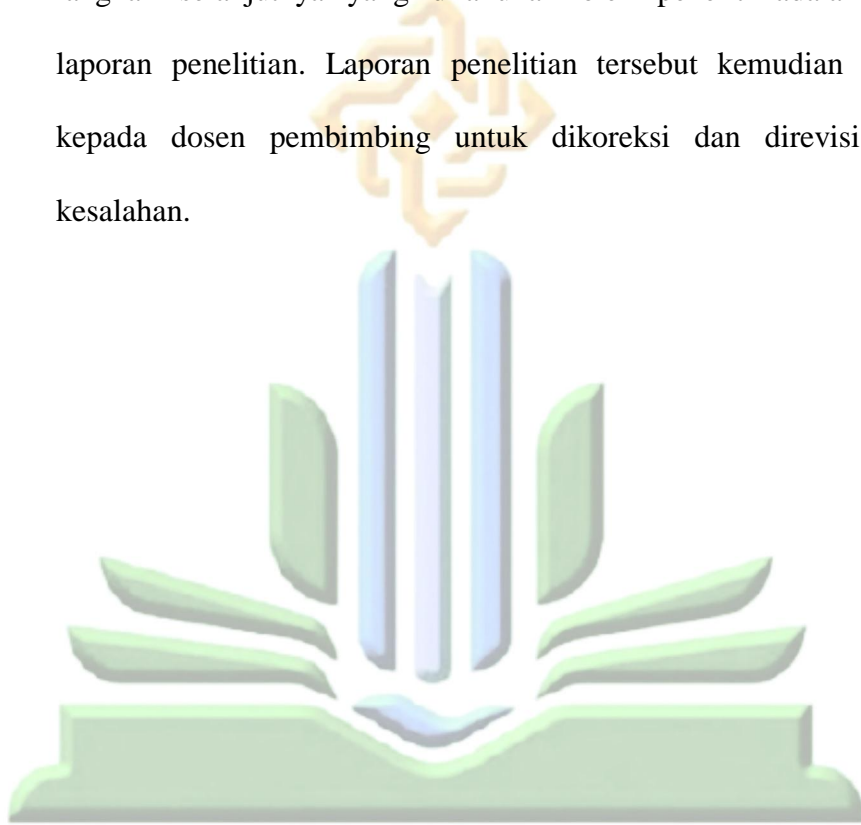 laporan penelitian. Laporan penelitian tersebut kemudian
kepada dosen pembimbing untuk dikoreksi dan direvisi
kesalahan.